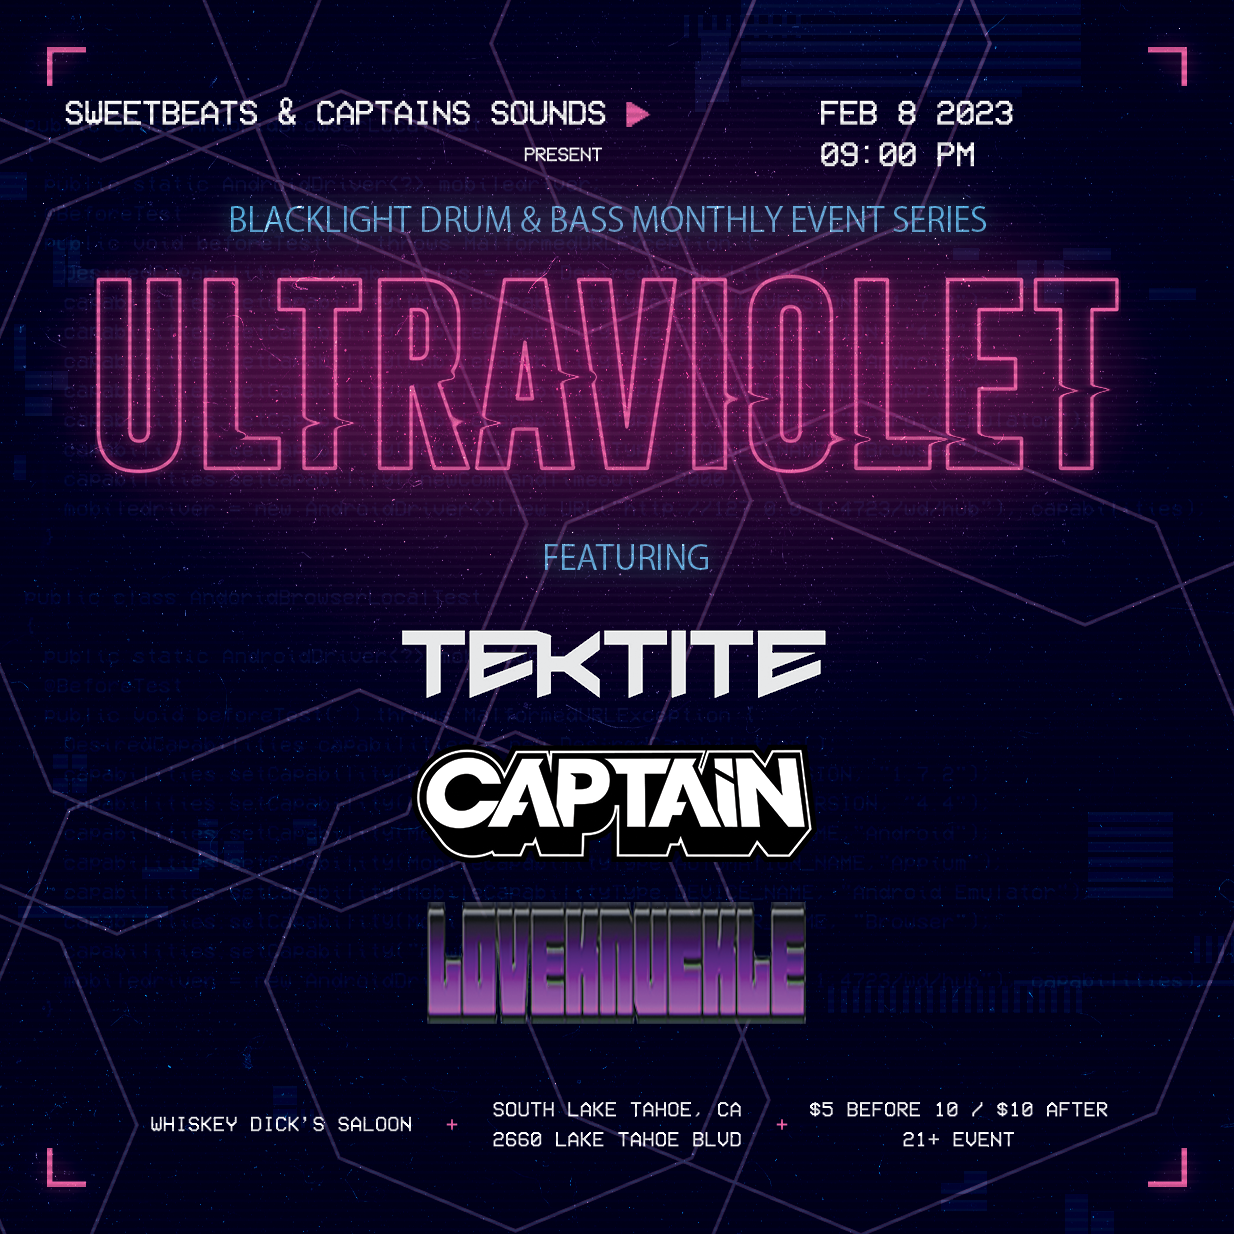 SWEETBEATS & CAPTAINS SOUNDS
PRESENT
FEB 8 2023
09:00 PM
BLACKLIGHT DRUM & BASS MONTHLY EVENT SERIES
ULTRAVIOLET
FEATURING
TEKTITE
CAPTAIN
LOVEKNUCKLE
WHISKEY DICK'S SALOON
+
SOUTH LAKE TAHOE, CA
2660 LAKE TAHOE BLVD
+
$5 BEFORE 10 / $10 AFTER
21+ EVENT